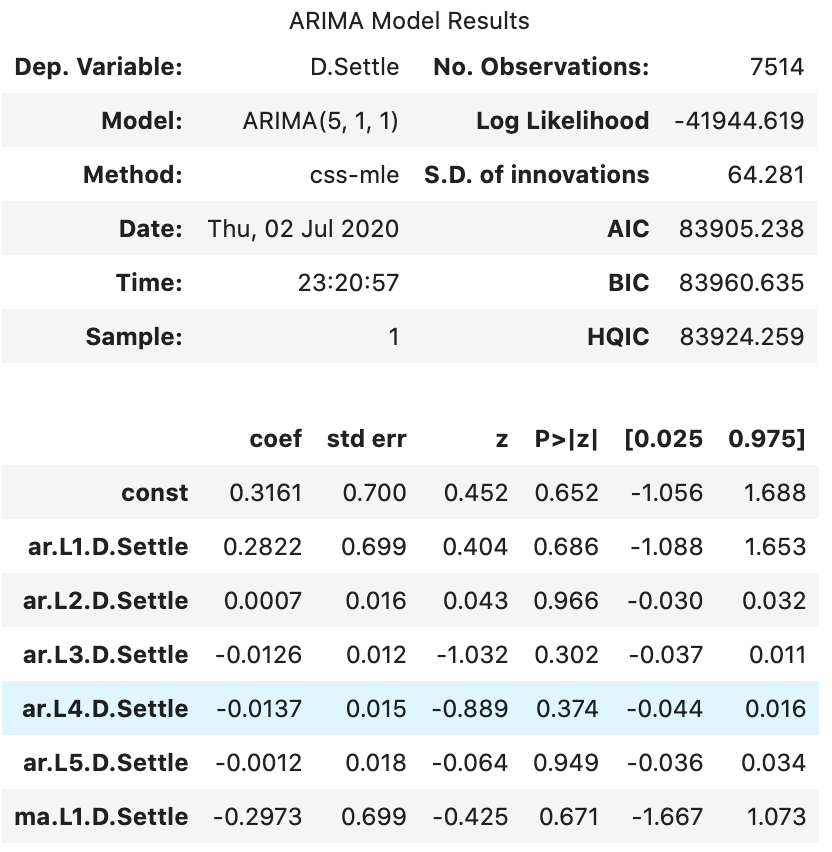 ARIMA Model Results
Dep. Variable: D.Settle No. Observations: 7514
Model: ARIMA(5, 1, 1) Log Likelihood -41944.619
Method: css-mle S.D. of innovations 64.281
Date: Thu, 02 Jul 2020 AIC 83905.238
Time: 23:20:57 BIC 83960.635
Sample: 1 HQIC 83924.259
coef std err z P>|z| [0.025 0.975]
const 0.3161 0.700 0.452 0.652 -1.056 1.688
ar.L1.D.Settle 0.2822 0.699 0.404 0.686 -1.088 1.653
ar.L2.D.Settle 0.0007 0.016 0.043 0.966 -0.030 0.032
ar.L3.D.Settle -0.0126 0.012 -1.032 0.302 -0.037 0.011
ar.L4.D.Settle -0.0137 0.015 -0.889 0.374 -0.044 0.016
ar.L5.D.Settle -0.0012 0.018 -0.064 0.949 -0.036 0.034
ma.L1.D.Settle -0.2973 0.699 -0.425 0.671 -1.667 1.073